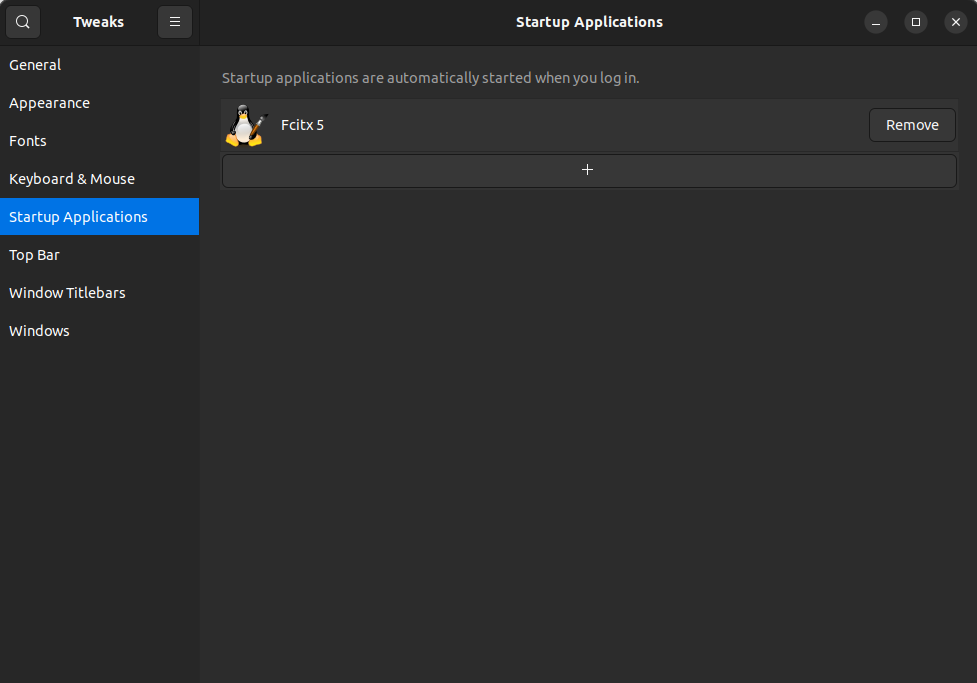 Tweaks
Startup Applications
General
Appearance
Fonts
Keyboard & Mouse
Startup Applications
Top Bar
Window Titlebars
Windows
Startup applications are automatically started when you log in.
Fcitx 5
Remove